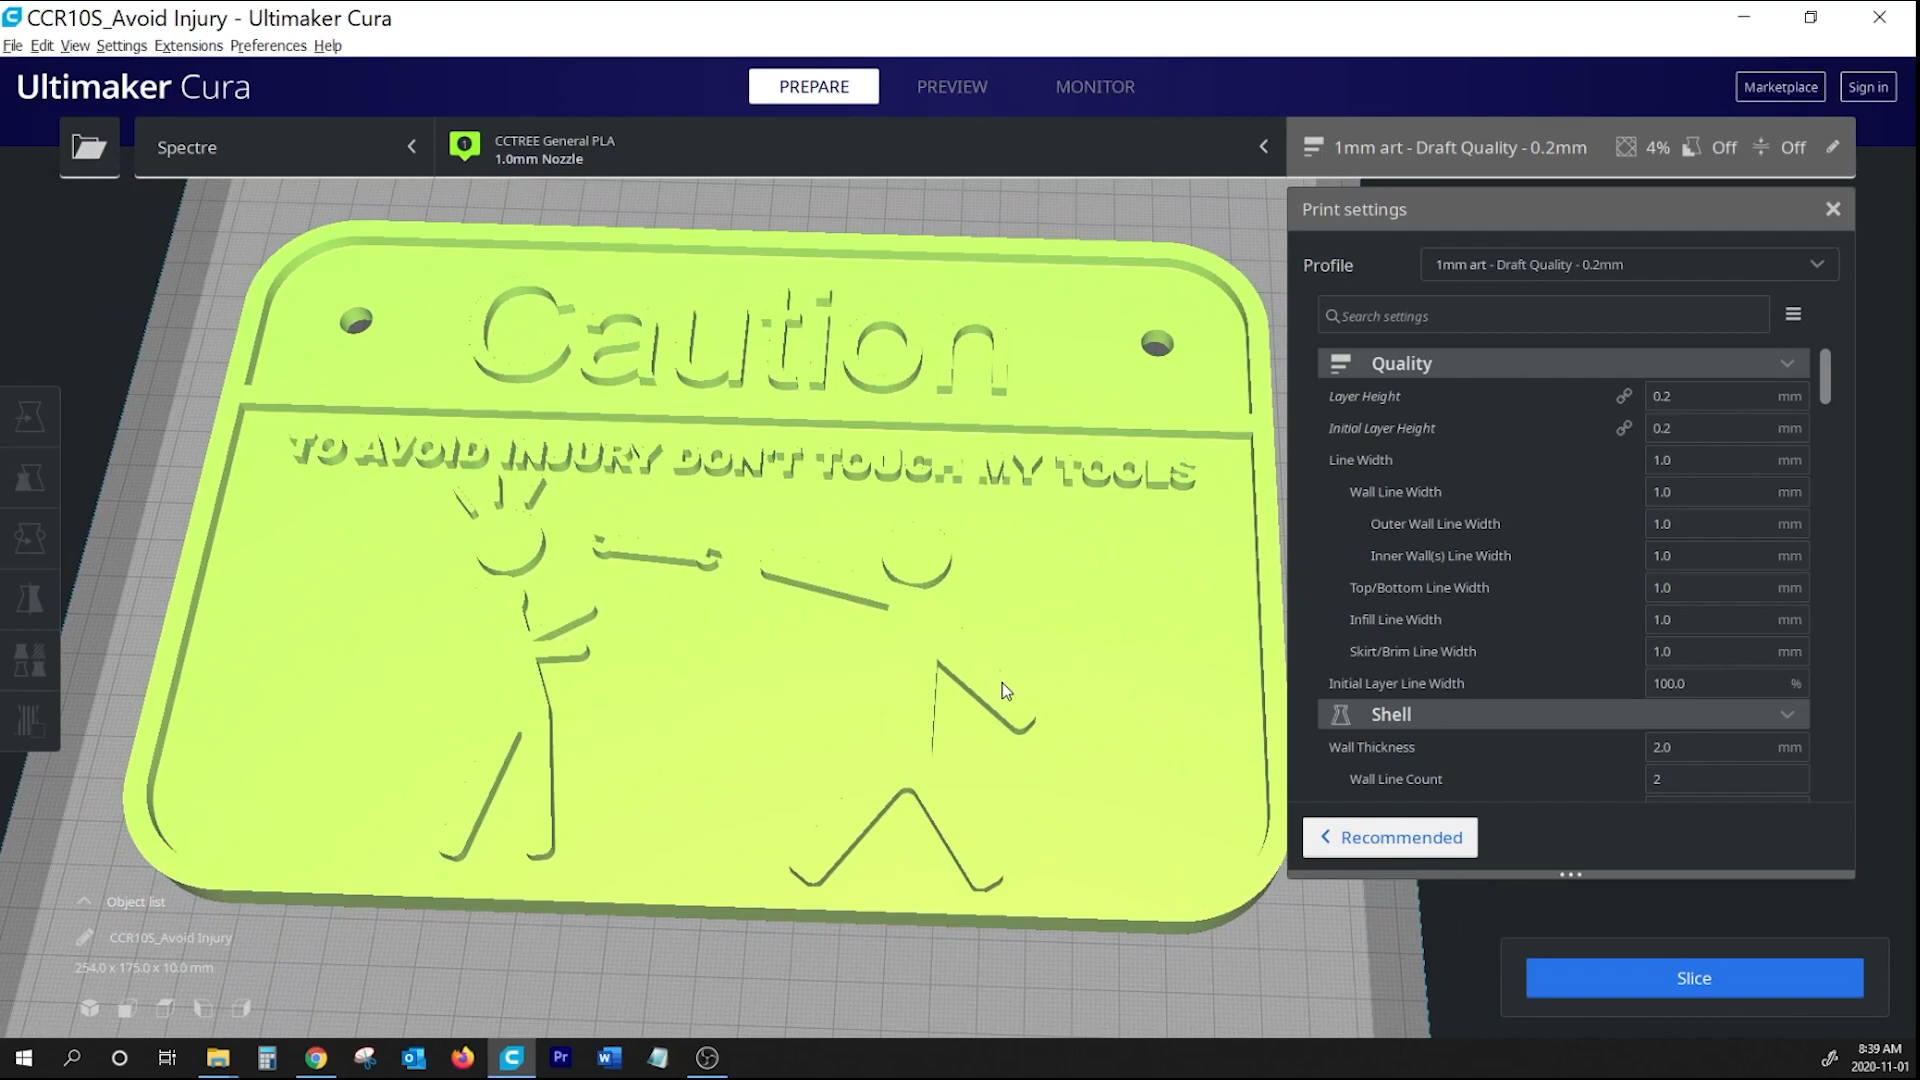 CCR10S_Avoid Injury - Ultimaker Cura
File Edit View Settings Extensions Preferences Help
Ultimaker Cura
PREPARE
PREVIEW
MONITOR
Marketplace
Sign in
Spectre
1
CCTREE General PLA
1.0mm Nozzle
1mm art - Draft Quality - 0.2mm
4%
Off
Off
Print settings
Profile
1mm art - Draft Quality - 0.2mm
Search settings
Quality
Layer Height 0.2 mm
Initial Layer Height 0.2 mm
Line Width 1.0 mm
Wall Line Width 1.0 mm
Outer Wall Line Width 1.0 mm
Inner Wall(s) Line Width 1.0 mm
Top/Bottom Line Width 1.0 mm
Infill Line Width 1.0 mm
Skirt/Brim Line Width 1.0 mm
Initial Layer Line Width 100.0 %
Shell
Wall Thickness 2.0 mm
Wall Line Count 2
Recommended
Slice
Caution
TO AVOID INJURY DON'T TOUCH MY TOOLS
Object list
CCR10S_Avoid Injury
254.0 x 175.0 x 10.0 mm
Pr
W
8:39 AM
2020-11-01